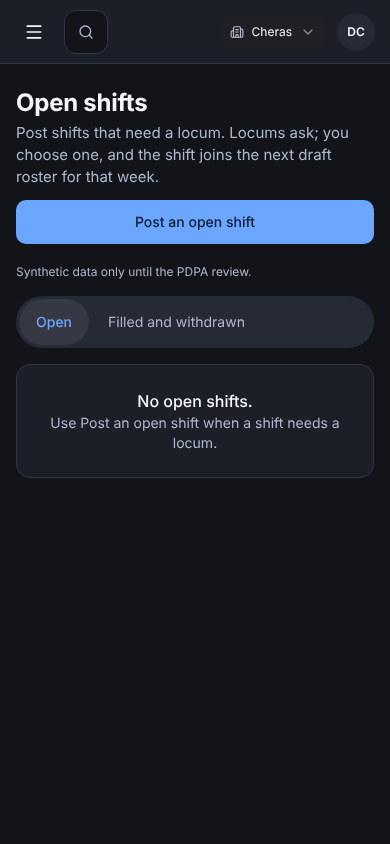 Cheras
DC
Open shifts
Post shifts that need a locum. Locums ask; you
choose one, and the shift joins the next draft
roster for that week.
Post an open shift
Synthetic data only until the PDPA review.
Open
Filled and withdrawn
No open shifts.
Use Post an open shift when a shift needs a
locum.